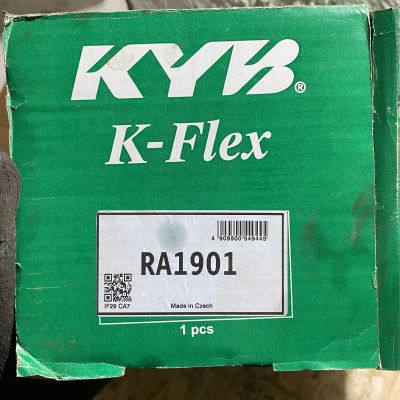 KYB®
K-Flex
4 909500 549445
RA1901
IF29 CA7
Made in Czech
1 pcs